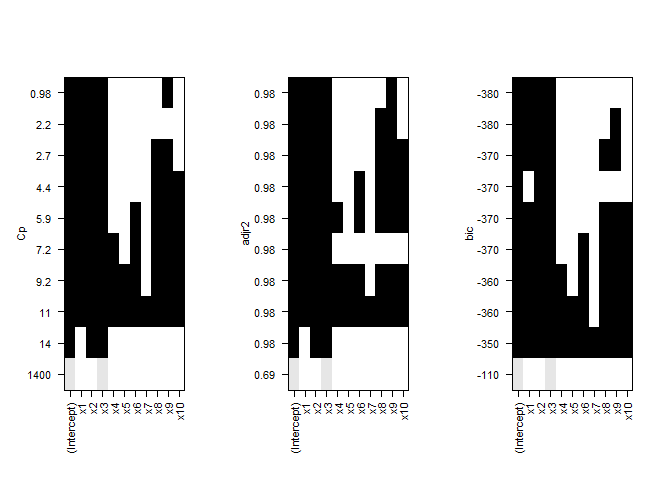 Cp
0.98
2.2
2.7
4.4
5.9
7.2
9.2
11
14
1400
(Intercept)
x1
x2
x3
x4
x5
x6
x7
x8
x9
x10
adjr2
0.98
0.98
0.98
0.98
0.98
0.98
0.98
0.98
0.98
0.69
(Intercept)
x1
x2
x3
x4
x5
x6
x7
x8
x9
x10
bic
-380
-380
-370
-370
-370
-370
-360
-360
-350
-110
(Intercept)
x1
x2
x3
x4
x5
x6
x7
x8
x9
x10